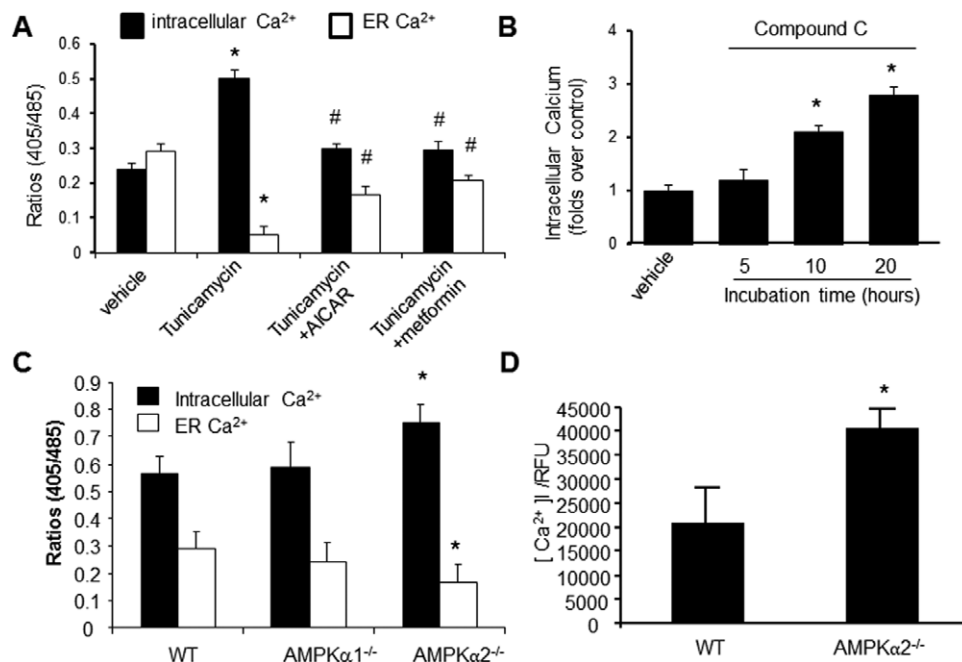 A
intracellular Ca²⁺
ER Ca²⁺
Ratios (405/485)
0.6
0.5
0.4
0.3
0.2
0.1
0
*
*
#
#
#
#
vehicle
Tunicamycin
Tunicamycin
+AICAR
Tunicamycin
+metformin
B
Compound C
Intracellular Calcium
(folds over control)
4
3
2
1
0
*
*
vehicle
5
10
20
Incubation time (hours)
C
Intracellular Ca²⁺
ER Ca²⁺
Ratios (405/485)
0.9
0.8
0.7
0.6
0.5
0.4
0.3
0.2
0.1
0
*
*
WT
AMPKα1⁻/⁻
AMPKα2⁻/⁻
D
[ Ca²⁺ ]I /RFU
45000
40000
35000
30000
25000
20000
15000
10000
5000
0
*
WT
AMPKα2⁻/⁻